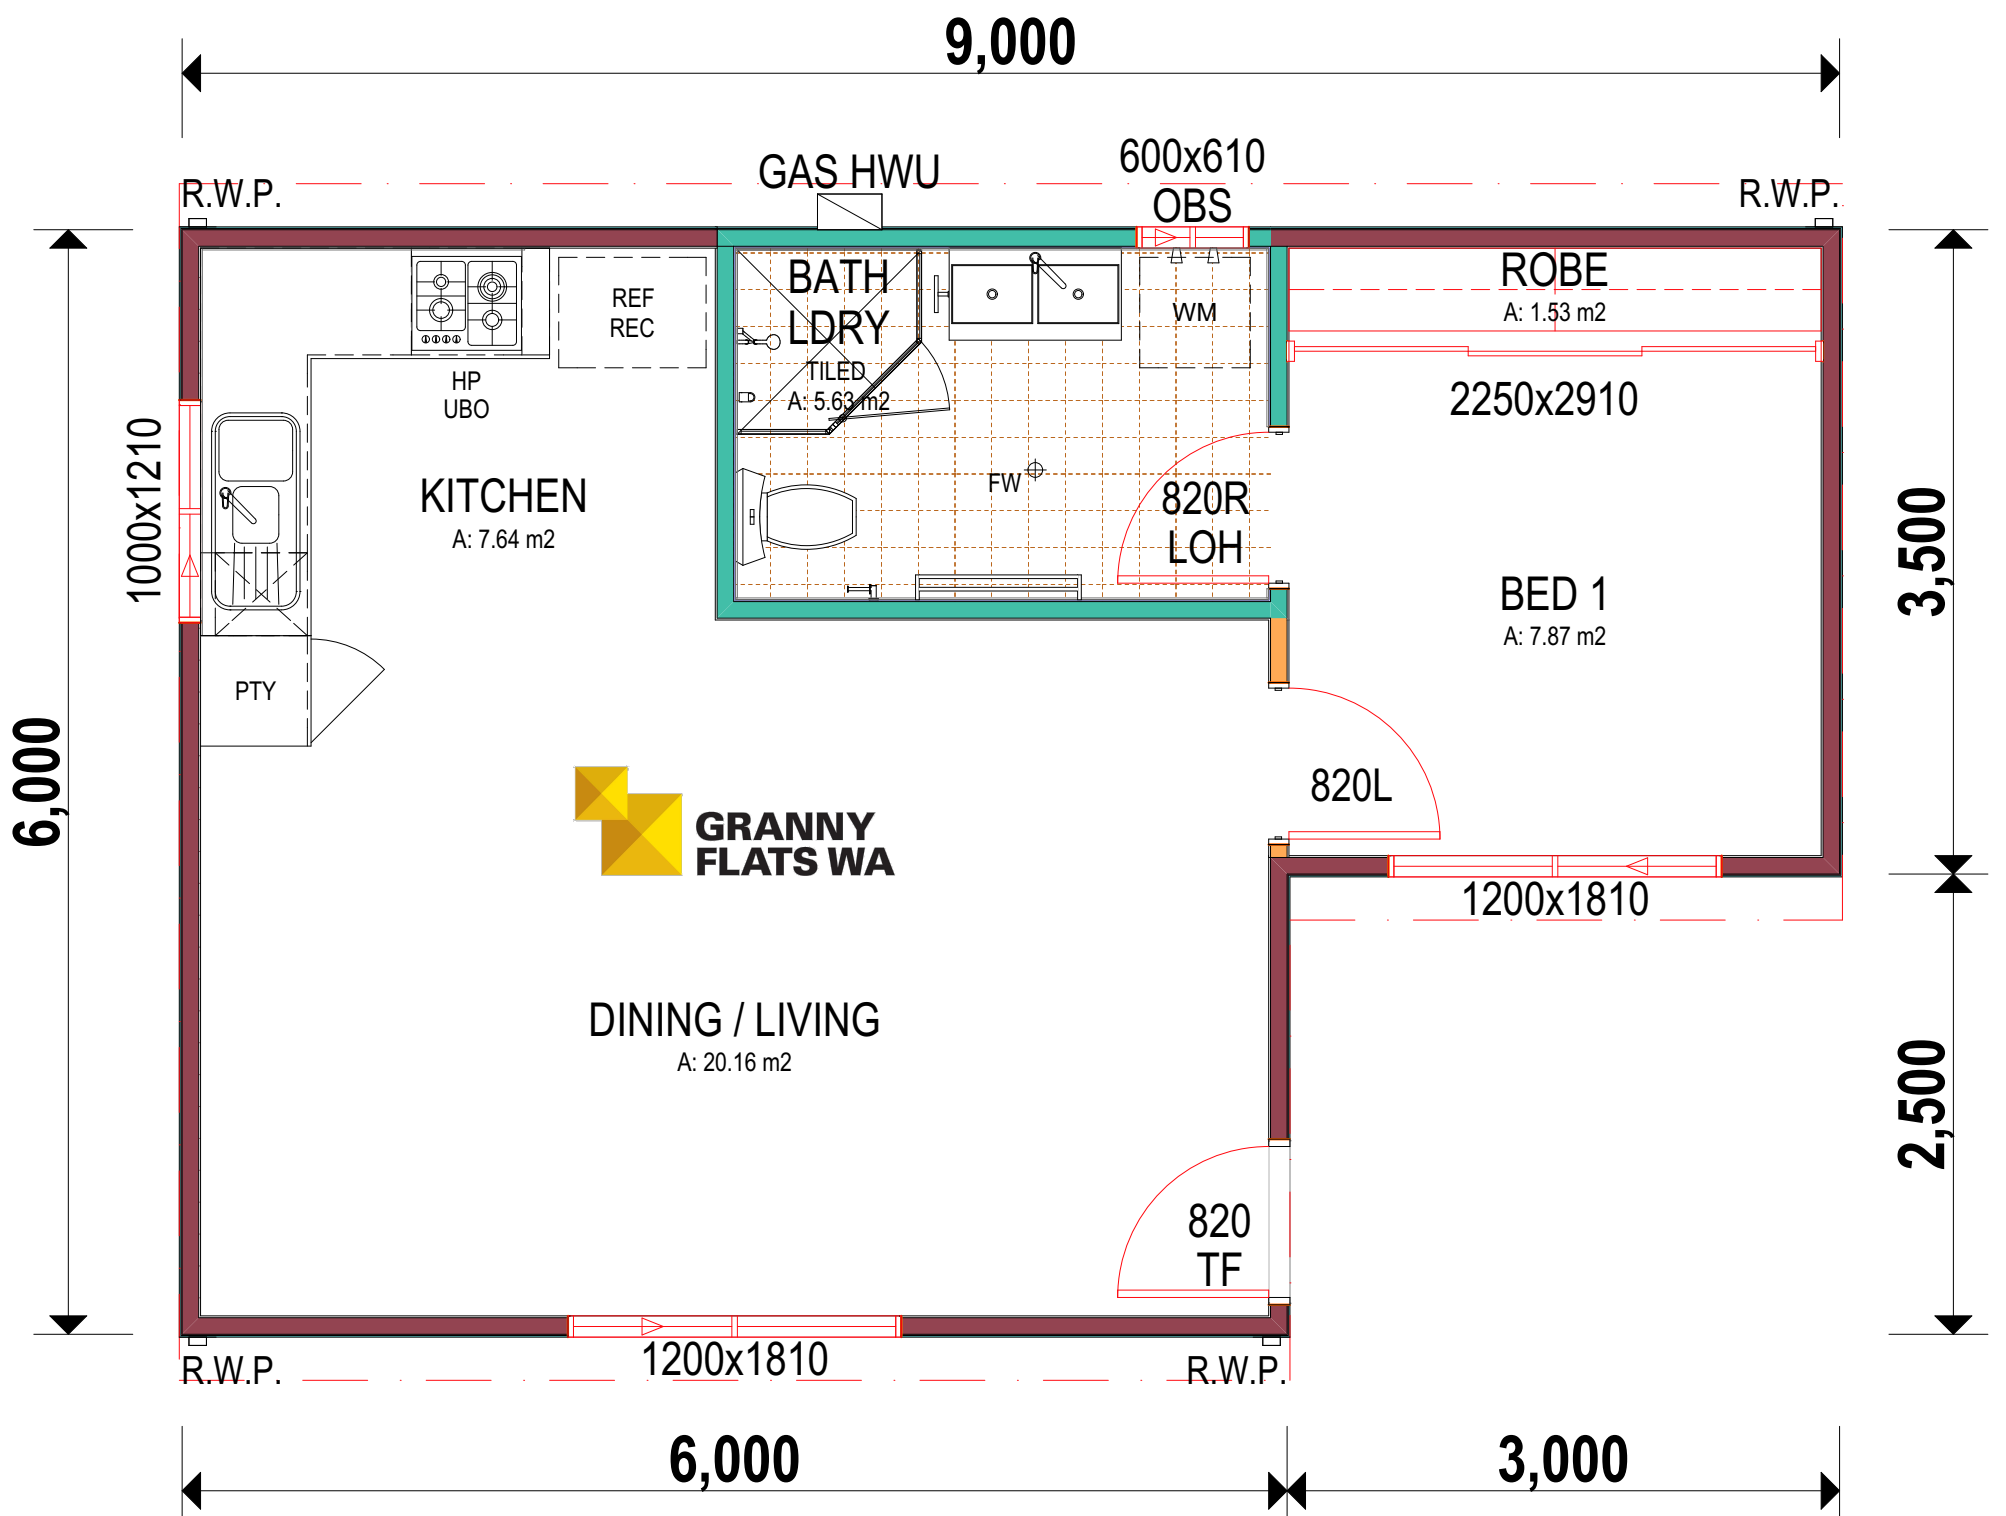 9,000
GAS HWU
600x610
OBS
R.W.P.
R.W.P.
BATH
LDRY
TILED
A: 5.63 m2
REF
REC
WM
ROBE
A: 1.53 m2
HP
UBO
2250x2910
1000x1210
KITCHEN
A: 7.64 m2
FW
820R
LOH
3,500
BED 1
A: 7.87 m2
PTY
6,000
820L
GRANNY
FLATS WA
1200x1810
DINING / LIVING
A: 20.16 m2
2,500
820
TF
R.W.P.
1200x1810
R.W.P.
6,000
3,000